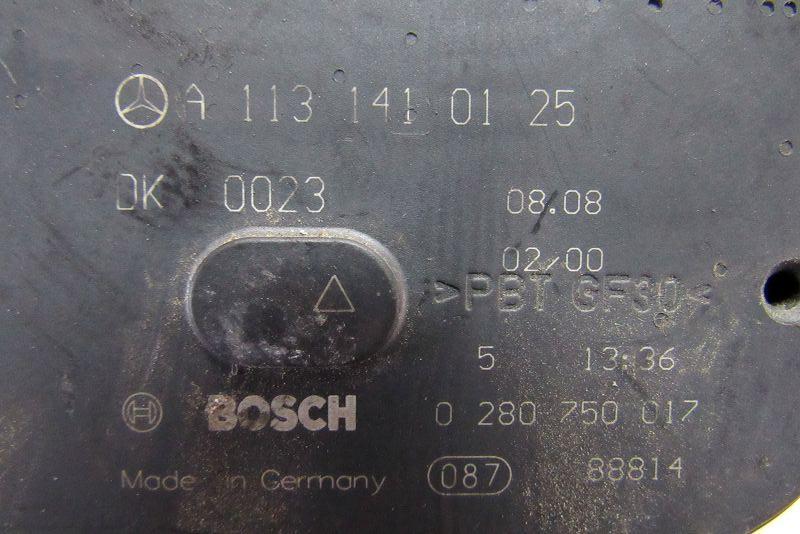 A 113 141 01 25
DK 0023 08.08
02/00
>PBT GF30<
5 13:36
BOSCH 0 280 750 017
Made in Germany 087 88814